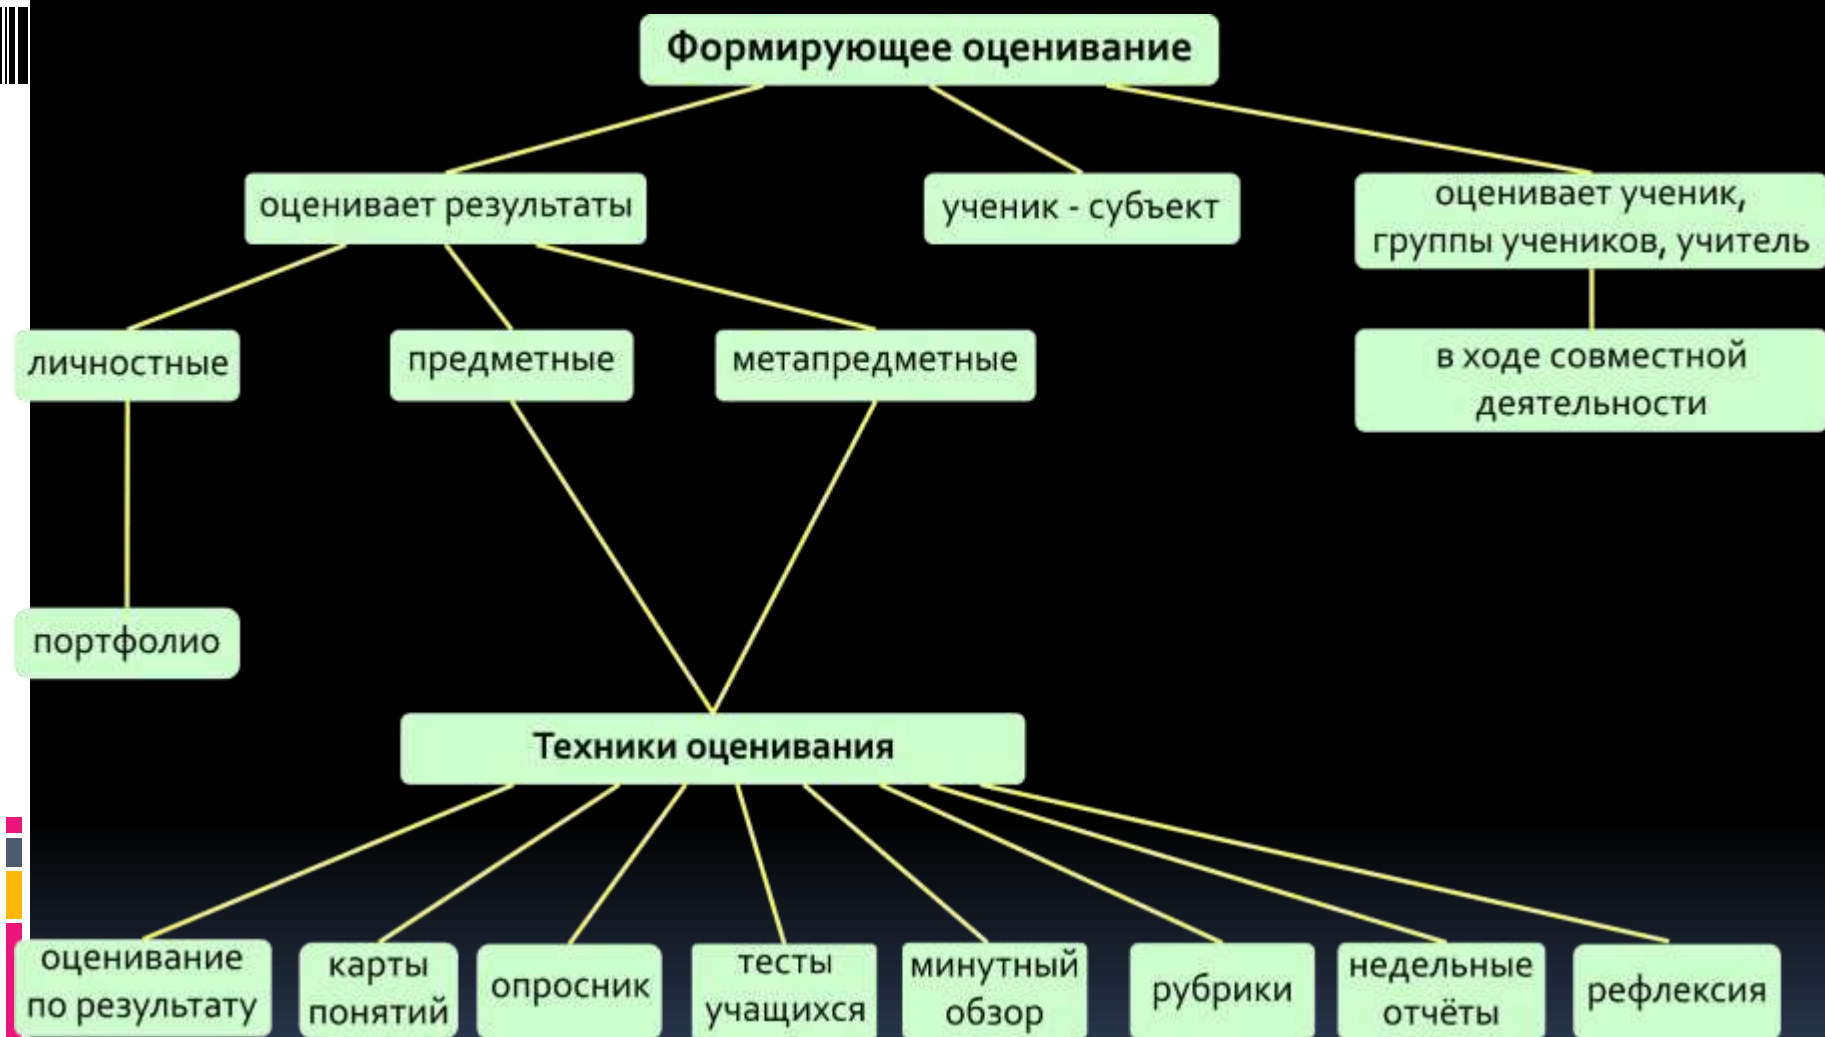 Формирующее оценивание
оценивает результаты
ученик - субъект
оценивает ученик,
группы учеников, учитель
личностные
предметные
метапредметные
в ходе совместной
деятельности
портфолио
Техники оценивания
оценивание
по результату
карты
понятий
опросник
тесты
учащихся
минутный
обзор
рубрики
недельные
отчёты
рефлексия